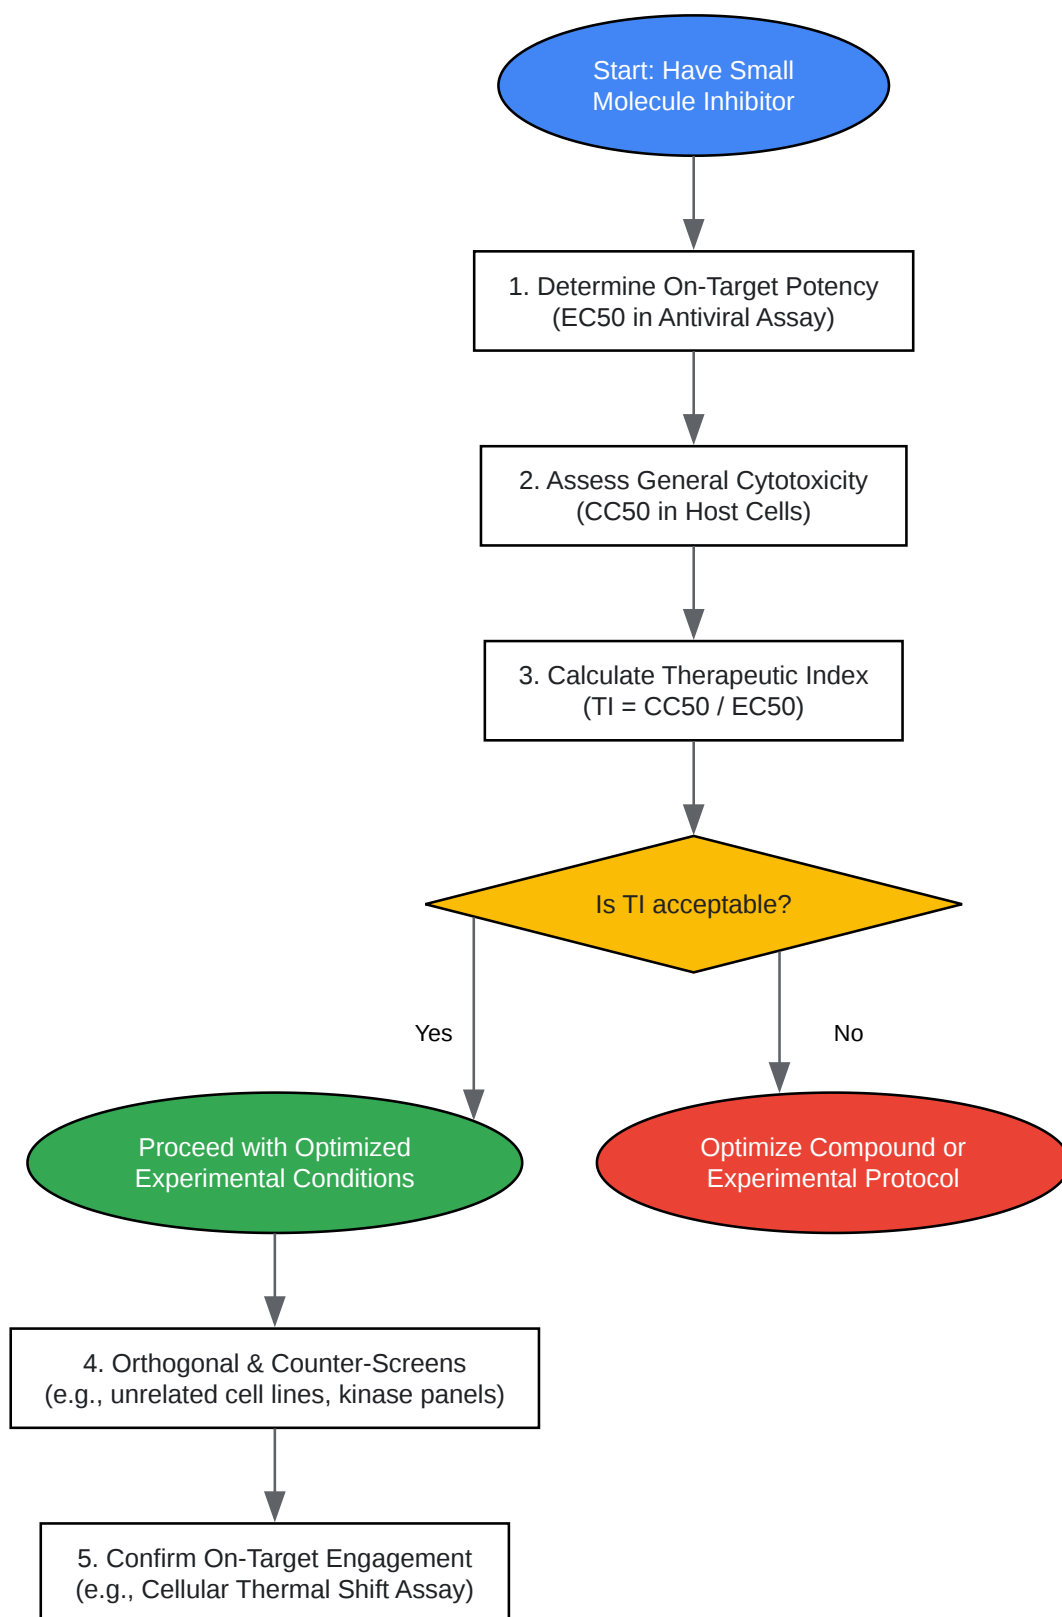 Start: Have Small
Molecule Inhibitor
1. Determine On-Target Potency
(EC50 in Antiviral Assay)
2. Assess General Cytotoxicity
(CC50 in Host Cells)
3. Calculate Therapeutic Index
(TI = CC50 / EC50)
Is TI acceptable?
Yes
No
Proceed with Optimized
Experimental Conditions
Optimize Compound or
Experimental Protocol
4. Orthogonal & Counter-Screens
(e.g., unrelated cell lines, kinase panels)
5. Confirm On-Target Engagement
(e.g., Cellular Thermal Shift Assay)